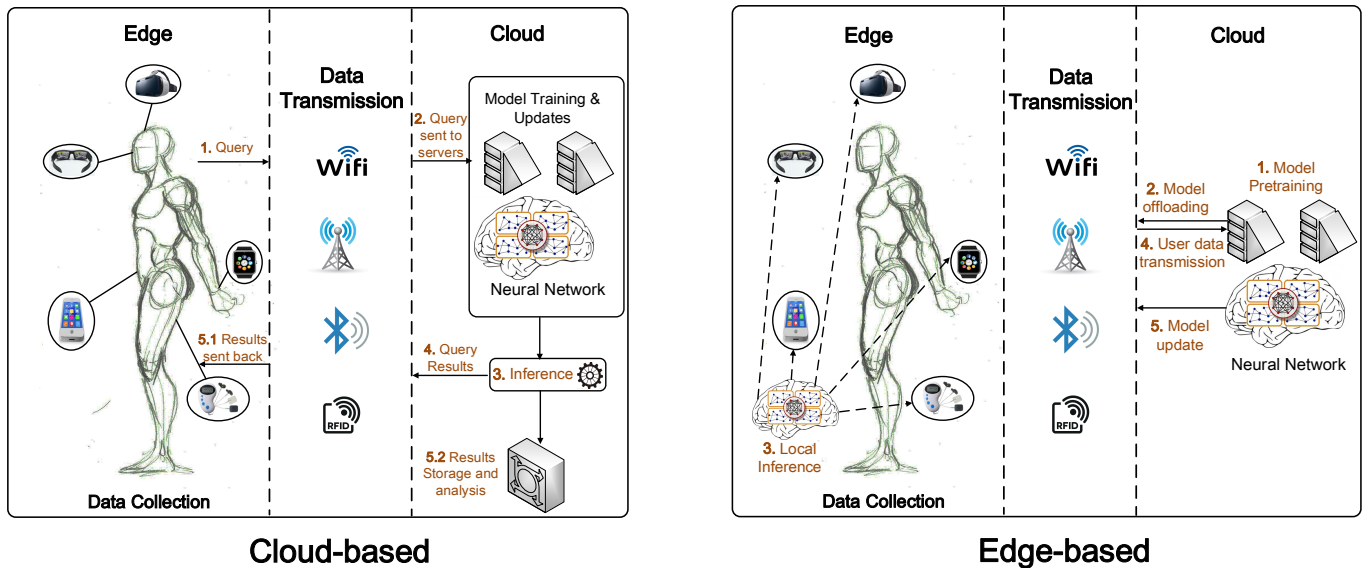 Edge
Cloud
Data
Transmission
Model Training &
Updates
2. Query
sent to
servers
1. Query
Wifi
Neural Network
5.1 Results
sent back
4. Query
Results
3. Inference
RFID
5.2 Results
Storage and
analysis
Data Collection
Cloud-based
Edge
Cloud
Data
Transmission
Wifi
1. Model
Pretraining
2. Model
offloading
4. User data
transmission
5. Model
update
Neural Network
RFID
3. Local
Inference
Data Collection
Edge-based